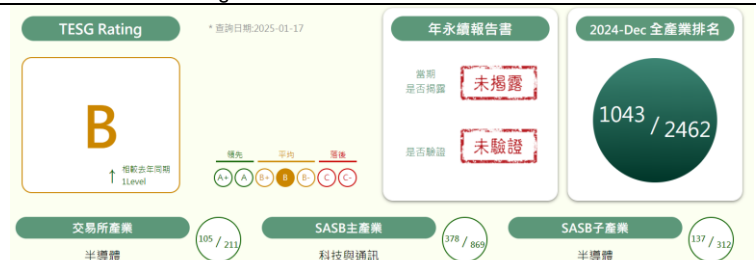 TESG Rating
* 查詢日期:2025-01-17
B
↑ 相較去年同期
1Level
領先 平均 落後
A+ A B+ B B- C C-
年永續報告書
當期
是否揭露
未揭露
是否驗證
未驗證
2024-Dec 全產業排名
1043 / 2462
交易所產業
半導體
105 / 211
SASB主產業
科技與通訊
378 / 869
SASB子產業
半導體
137 / 312